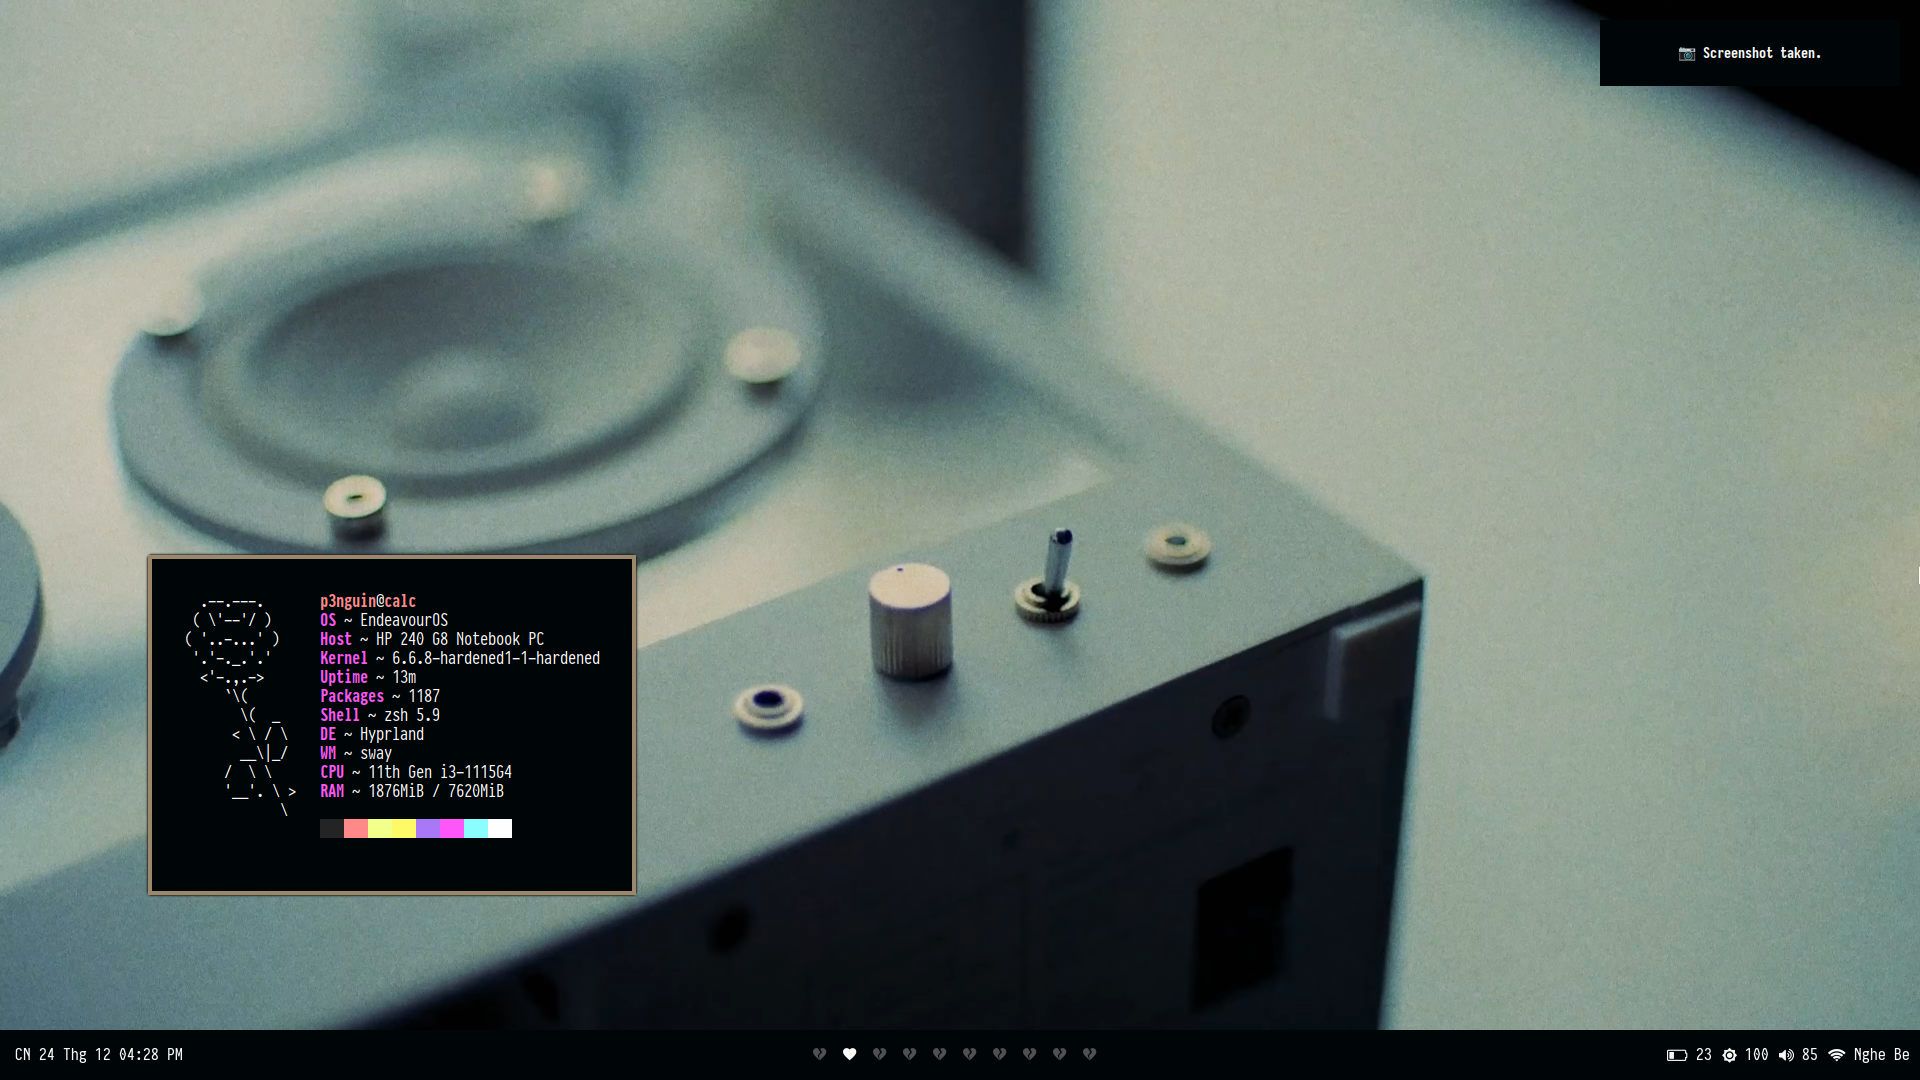 Screenshot taken.
p3nguin@calc
OS ~ EndeavourOS
Host ~ HP 240 G8 Notebook PC
Kernel ~ 6.6.8-hardened1-1-hardened
Uptime ~ 13m
Packages ~ 1187
Shell ~ zsh 5.9
DE ~ Hyprland
WM ~ sway
CPU ~ 11th Gen i3-1115G4
RAM ~ 1876MiB / 7620MiB
CN 24 Thg 12 04:28 PM
23 100 85 Nghe Be